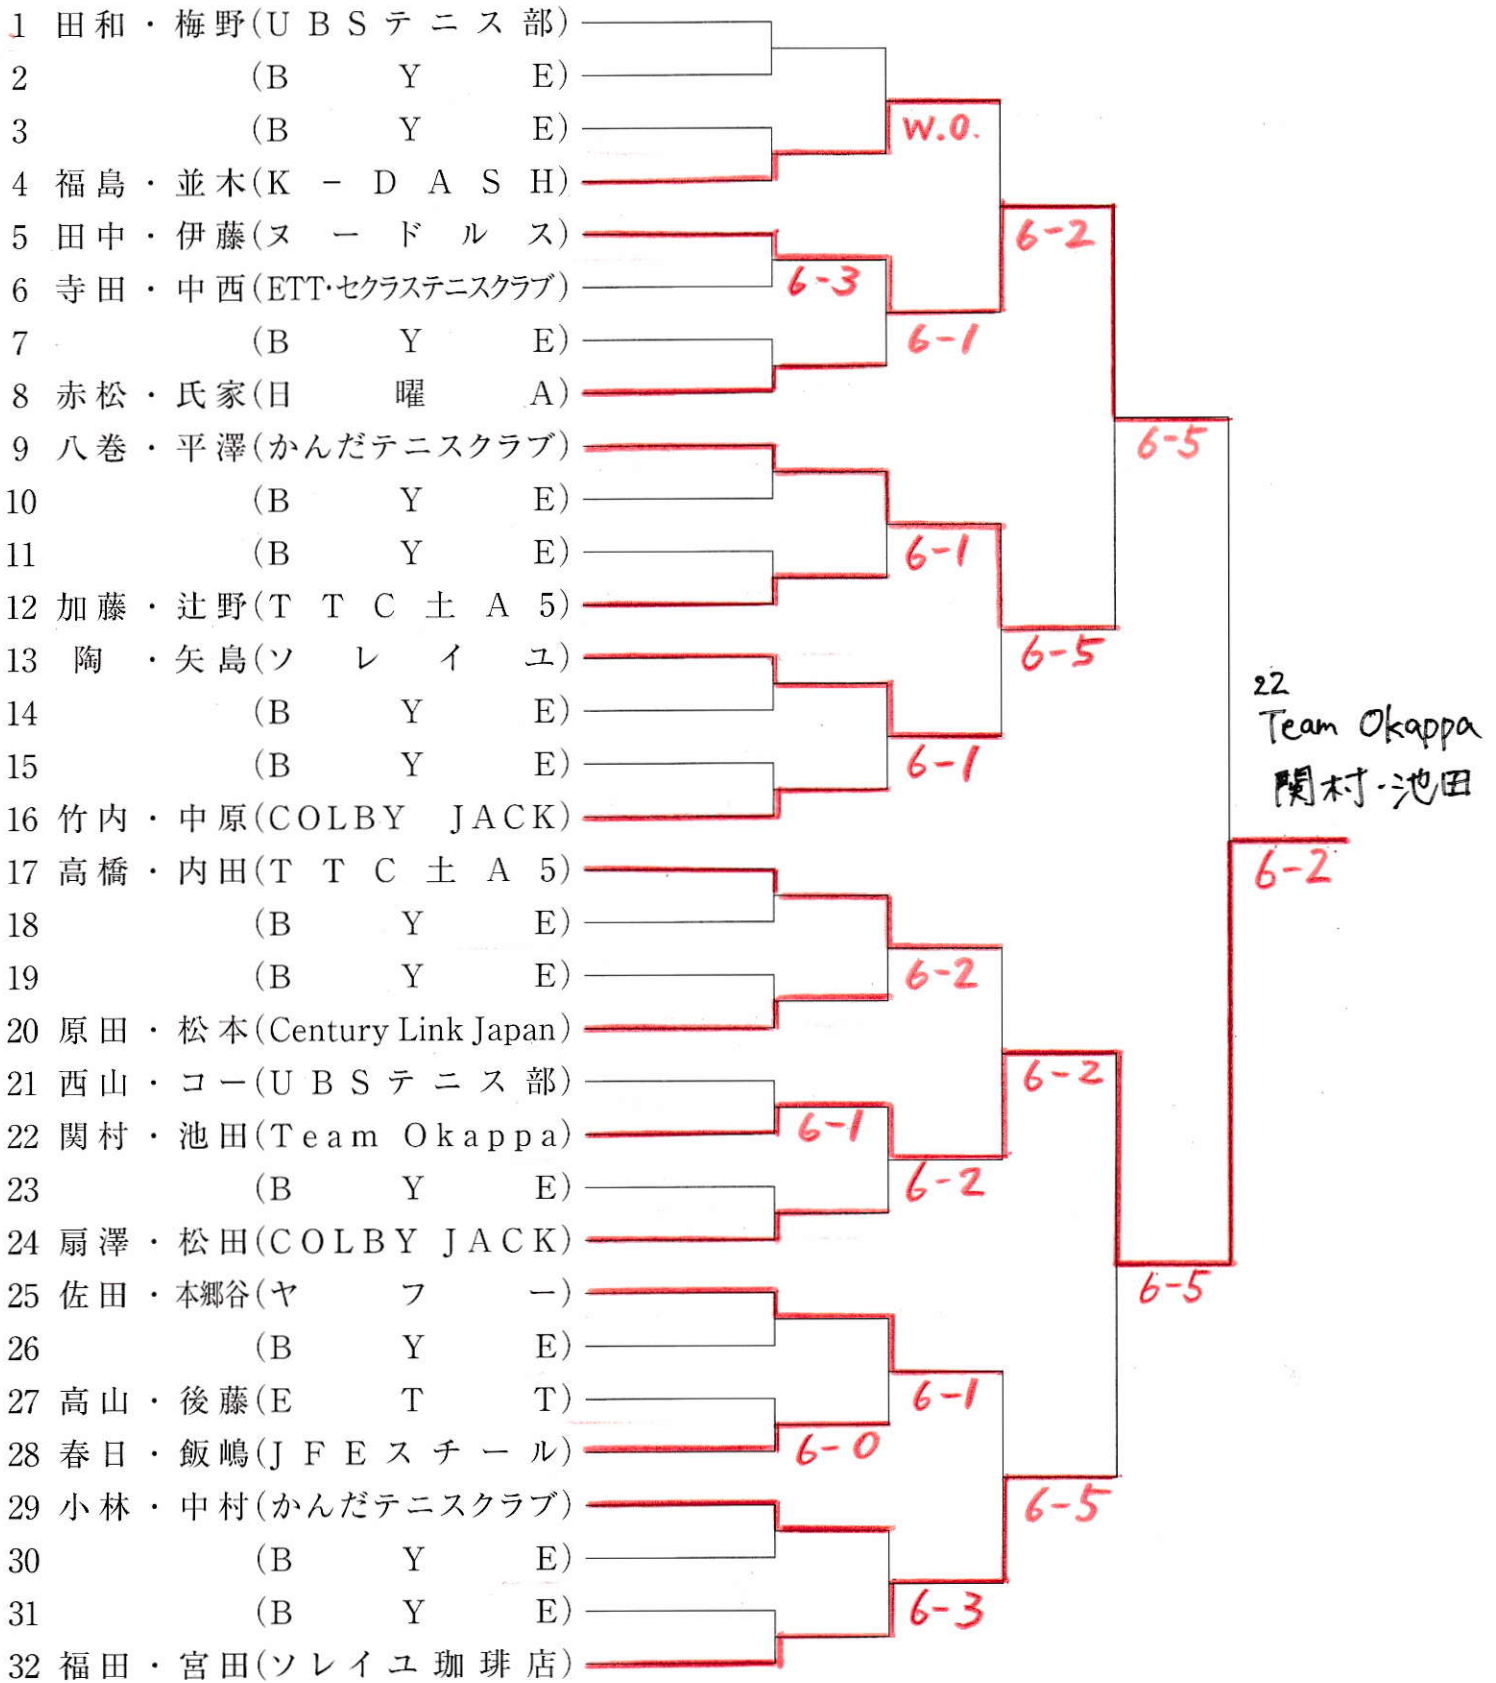 1 田和・梅野(UBSテニス部)
2 (BYE)
3 (BYE)
W.O.
4 福島・並木(K-DASH)
5 田中・伊藤(ヌードルス)
6-2
6 寺田・中西(ETT・セクラステニスクラブ)
6-3
7 (BYE)
6-1
8 赤松・氏家(日曜A)
9 八巻・平澤(かんだテニスクラブ)
6-5
10 (BYE)
11 (BYE)
6-1
12 加藤・辻野(TTC土A5)
13 陶・矢島(ソレイユ)
6-5
14 (BYE)
22
Team Okappa
15 (BYE)
6-1
関村・池田
16 竹内・中原(COLBY JACK)
17 高橋・内田(TTC土A5)
6-2
18 (BYE)
19 (BYE)
6-2
20 原田・松本(Century Link Japan)
21 西山・コー(UBSテニス部)
6-2
22 関村・池田(Team Okappa)
6-1
23 (BYE)
6-2
24 扇澤・松田(COLBY JACK)
25 佐田・本郷谷(ヤフー)
6-5
26 (BYE)
27 高山・後藤(ETT)
6-1
28 春日・飯嶋(JFEスチール)
6-0
29 小林・中村(かんだテニスクラブ)
6-5
30 (BYE)
31 (BYE)
6-3
32 福田・宮田(ソレイユ珈琲店)